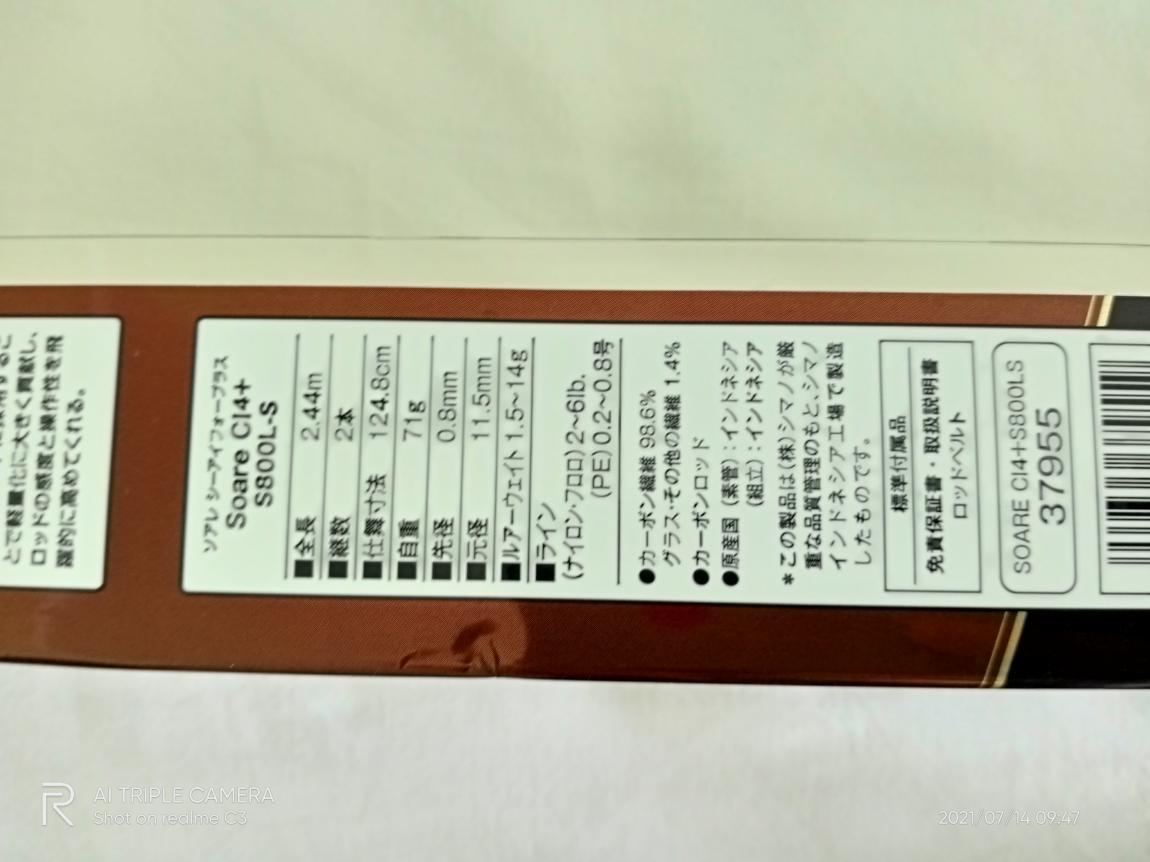 とで軽量化に大きく貢献し、
ロッドの感度と操作性を飛
躍的に高めてくれる。
ソアレ シーアイフォープラス
Soare CI4+
S800L-S
■全長 2.44m
■継数 2本
■仕舞寸法 124.8cm
■自重 71g
■先径 0.8mm
■元径 11.5mm
■ルアーウェイト 1.5~14g
■ライン
(ナイロン・フロロ) 2~6lb.
(PE) 0.2~0.8号
●カーボン繊維 98.6%
グラス・その他の繊維 1.4%
●カーボンロッド
●原産国 (素管) : インドネシア
(組立) : インドネシア
*この製品は(株)シマノが厳
重な品質管理のもと、シマノ
インドネシア工場で製造
したものです。
標準付属品
免責保証書・取扱説明書
ロッドベルト
SOARE CI4+S800LS
37955
AI TRIPLE CAMERA
Shot on realme C3
2021/07/14 09:47